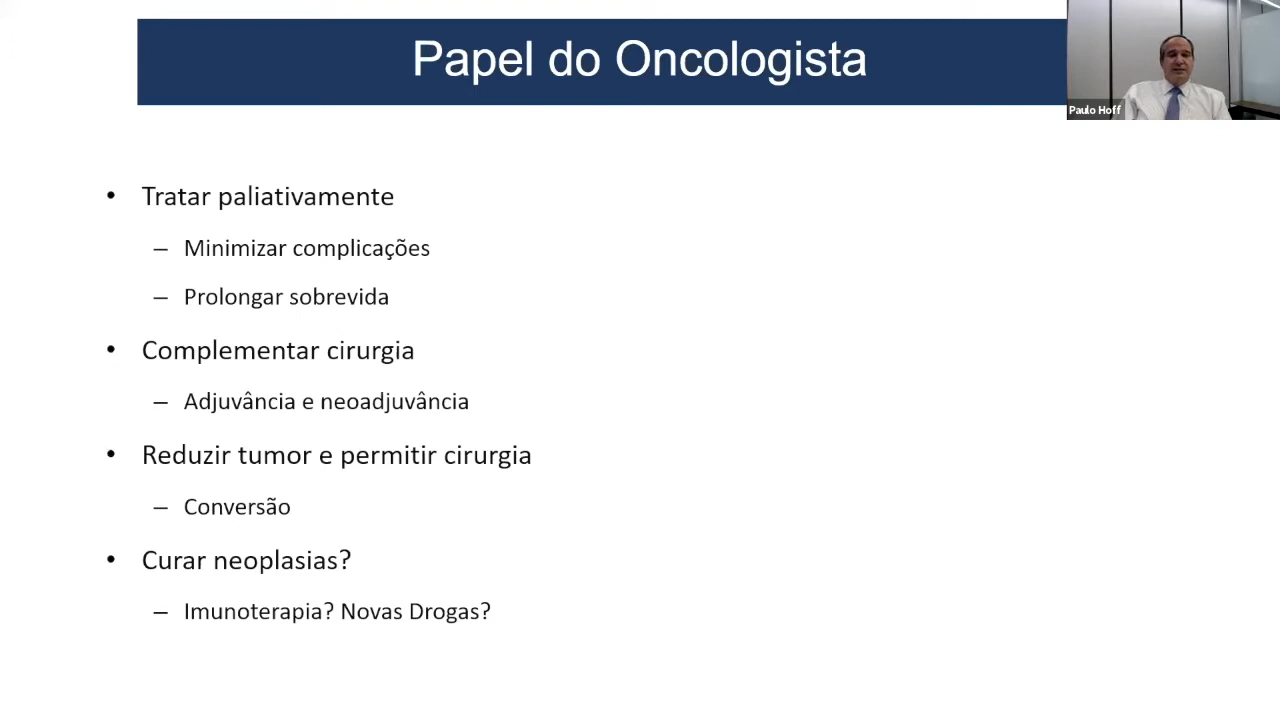 Papel do Oncologista
Paulo Hoff
• Tratar paliativamente
– Minimizar complicações
– Prolongar sobrevida
• Complementar cirurgia
– Adjuvância e neoadjuvância
• Reduzir tumor e permitir cirurgia
– Conversão
• Curar neoplasias?
– Imunoterapia? Novas Drogas?